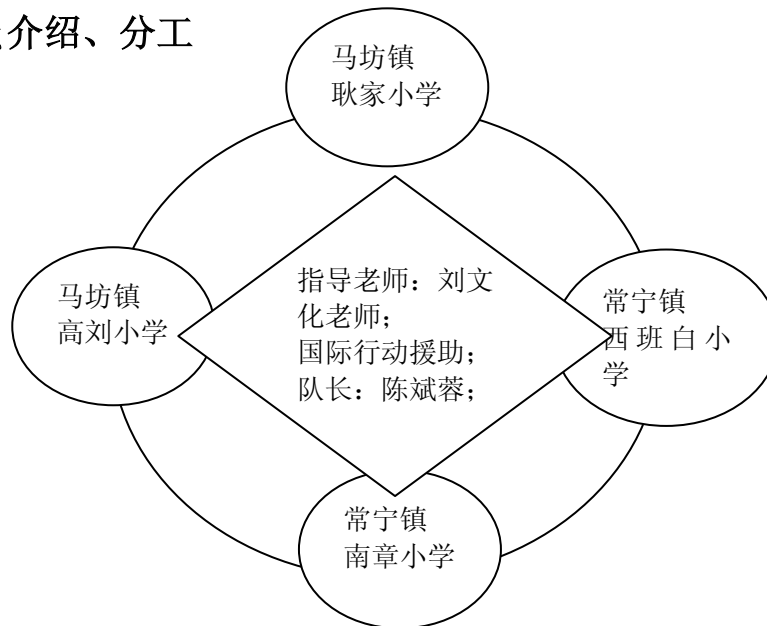 介绍、分工
马坊镇
耿家小学
马坊镇
高刘小学
指导老师：刘文
化老师；
国际行动援助；
队长：陈斌蓉；
常宁镇
西班白小
学
常宁镇
南章小学